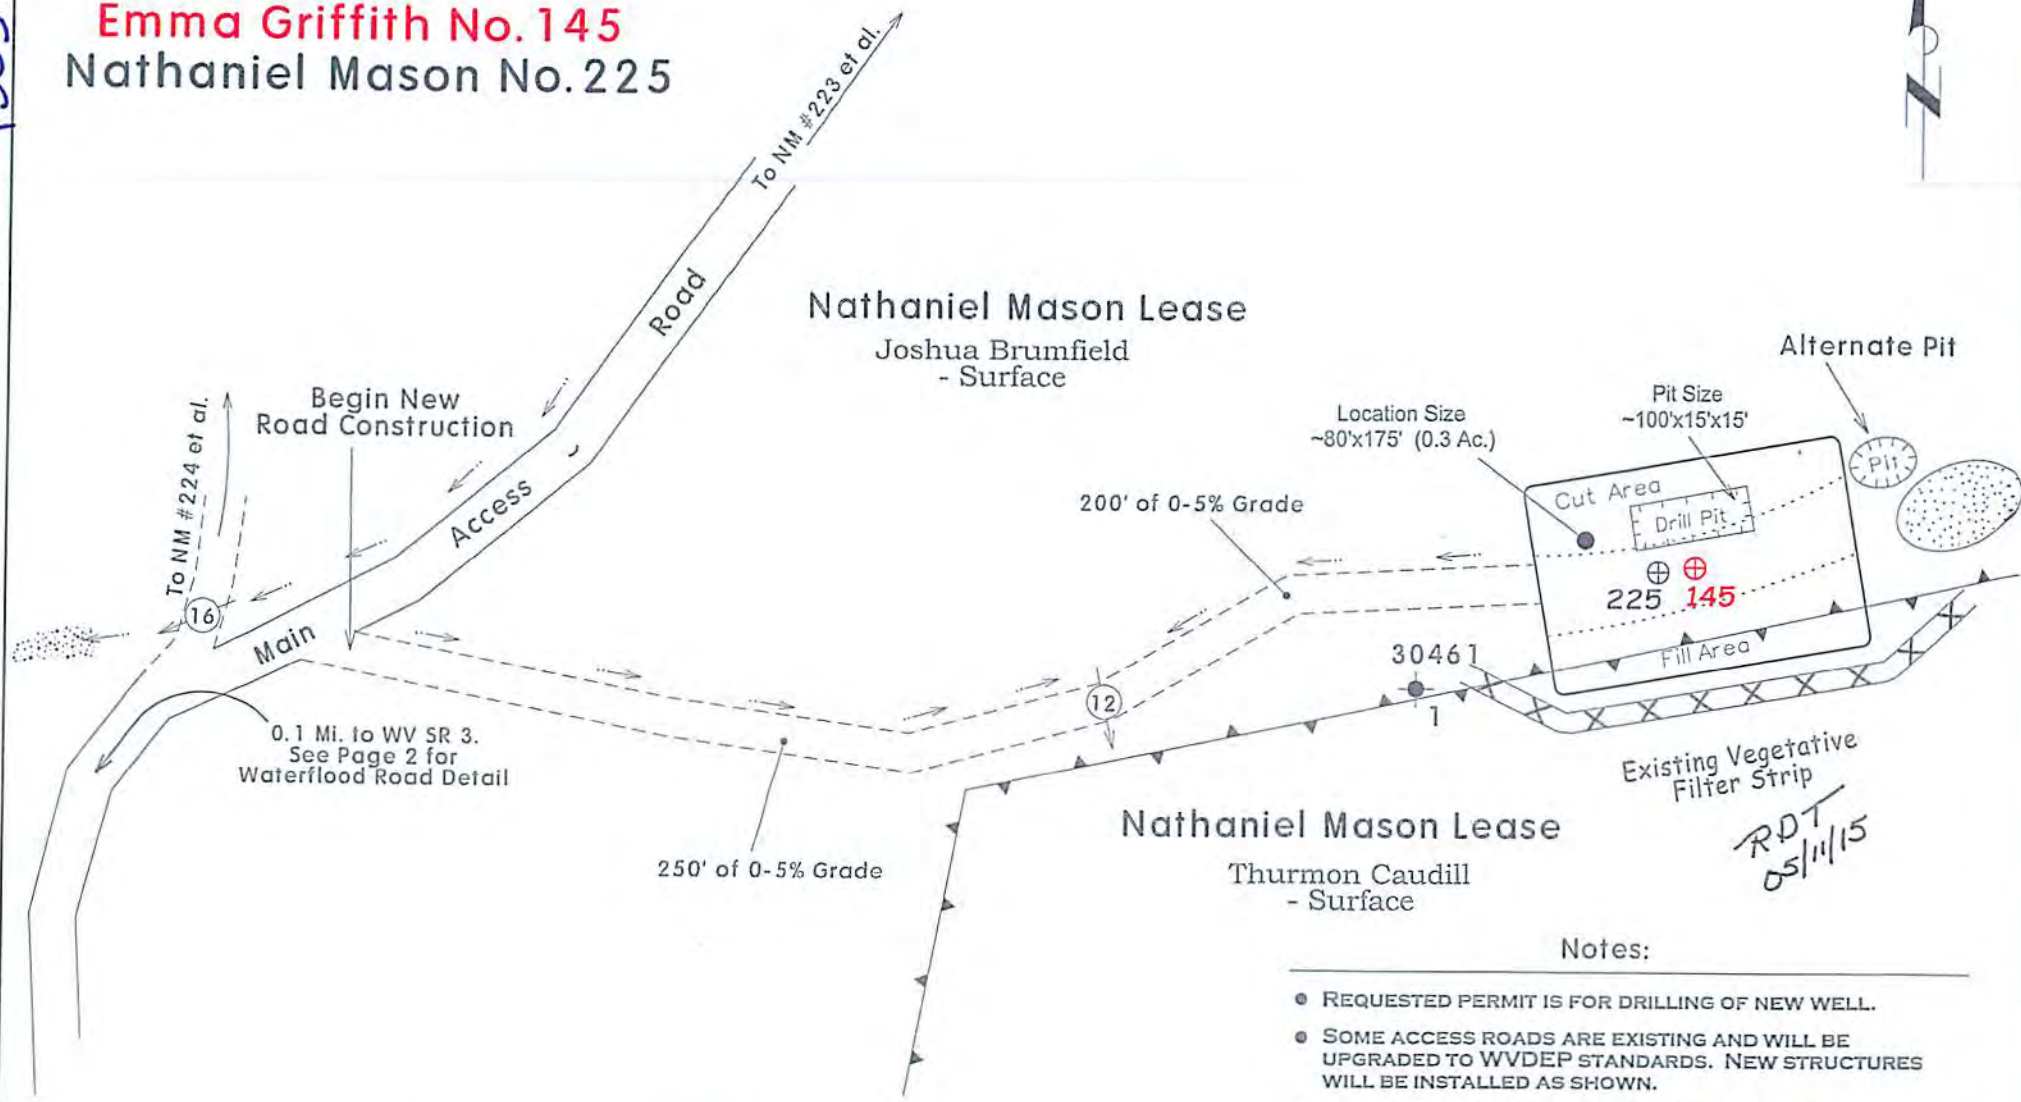 Emma Griffith No. 145
Nathaniel Mason No. 225
To NM #223 et al.
Road
Access
Main
Nathaniel Mason Lease
Joshua Brumfield
- Surface
Alternate Pit
Pit
Begin New
Road Construction
To NM #224 et al.
16
Location Size
~80'x175' (0.3 Ac.)
Pit Size
~100'x15'x15'
Cut Area
Drill Pit
225 145
Fill Area
200' of 0-5% Grade
30461
1
12
0.1 Mi. to WV SR 3.
See Page 2 for
Waterflood Road Detail
250' of 0-5% Grade
Existing Vegetative
Filter Strip
RDT
05/11/15
Nathaniel Mason Lease
Thurmon Caudill
- Surface
Notes:
REQUESTED PERMIT IS FOR DRILLING OF NEW WELL.
SOME ACCESS ROADS ARE EXISTING AND WILL BE
UPGRADED TO WVDEP STANDARDS. NEW STRUCTURES
WILL BE INSTALLED AS SHOWN.